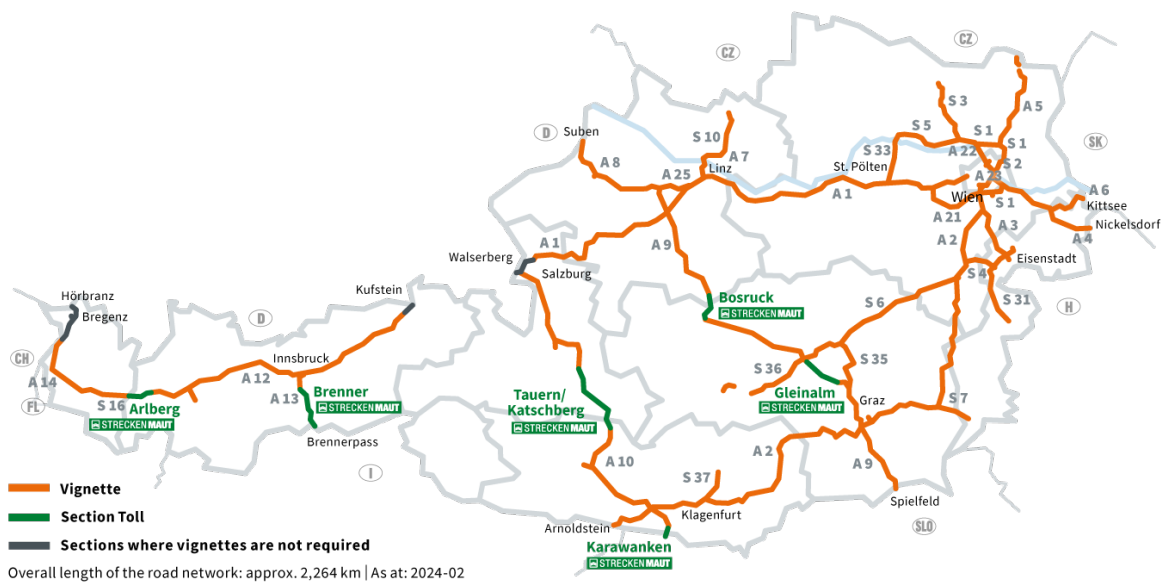 CZ
CZ
D
Suben
A 8
S 10
A 7
Linz
A 25
S 3
A 5
S 5
S 1
S 1
S 33
A 22
S 2
St. Pölten
A 23
SK
A 1
Wien
S 1
A 6
Kittsee
A 21
A 3
Nickelsdorf
A 4
A 2
Walserberg
A 1
Salzburg
A 9
Eisenstadt
S 4
Hörbranz
Bregenz
Kufstein
D
Bosruck
STRECKENMAUT
S 6
S 31
H
CH
Innsbruck
A 14
A 12
S 36
S 35
FL
S 16
Arlberg
STRECKENMAUT
A 13
Brenner
STRECKENMAUT
Tauern/
Katschberg
STRECKENMAUT
Gleinalm
STRECKENMAUT
Graz
S 7
Brennerpass
I
A 10
S 37
A 2
A 9
Spielfeld
Arnoldstein
Klagenfurt
SLO
Karawanken
STRECKENMAUT
Vignette
Section Toll
Sections where vignettes are not required
Overall length of the road network: approx. 2,264 km | As at: 2024-02